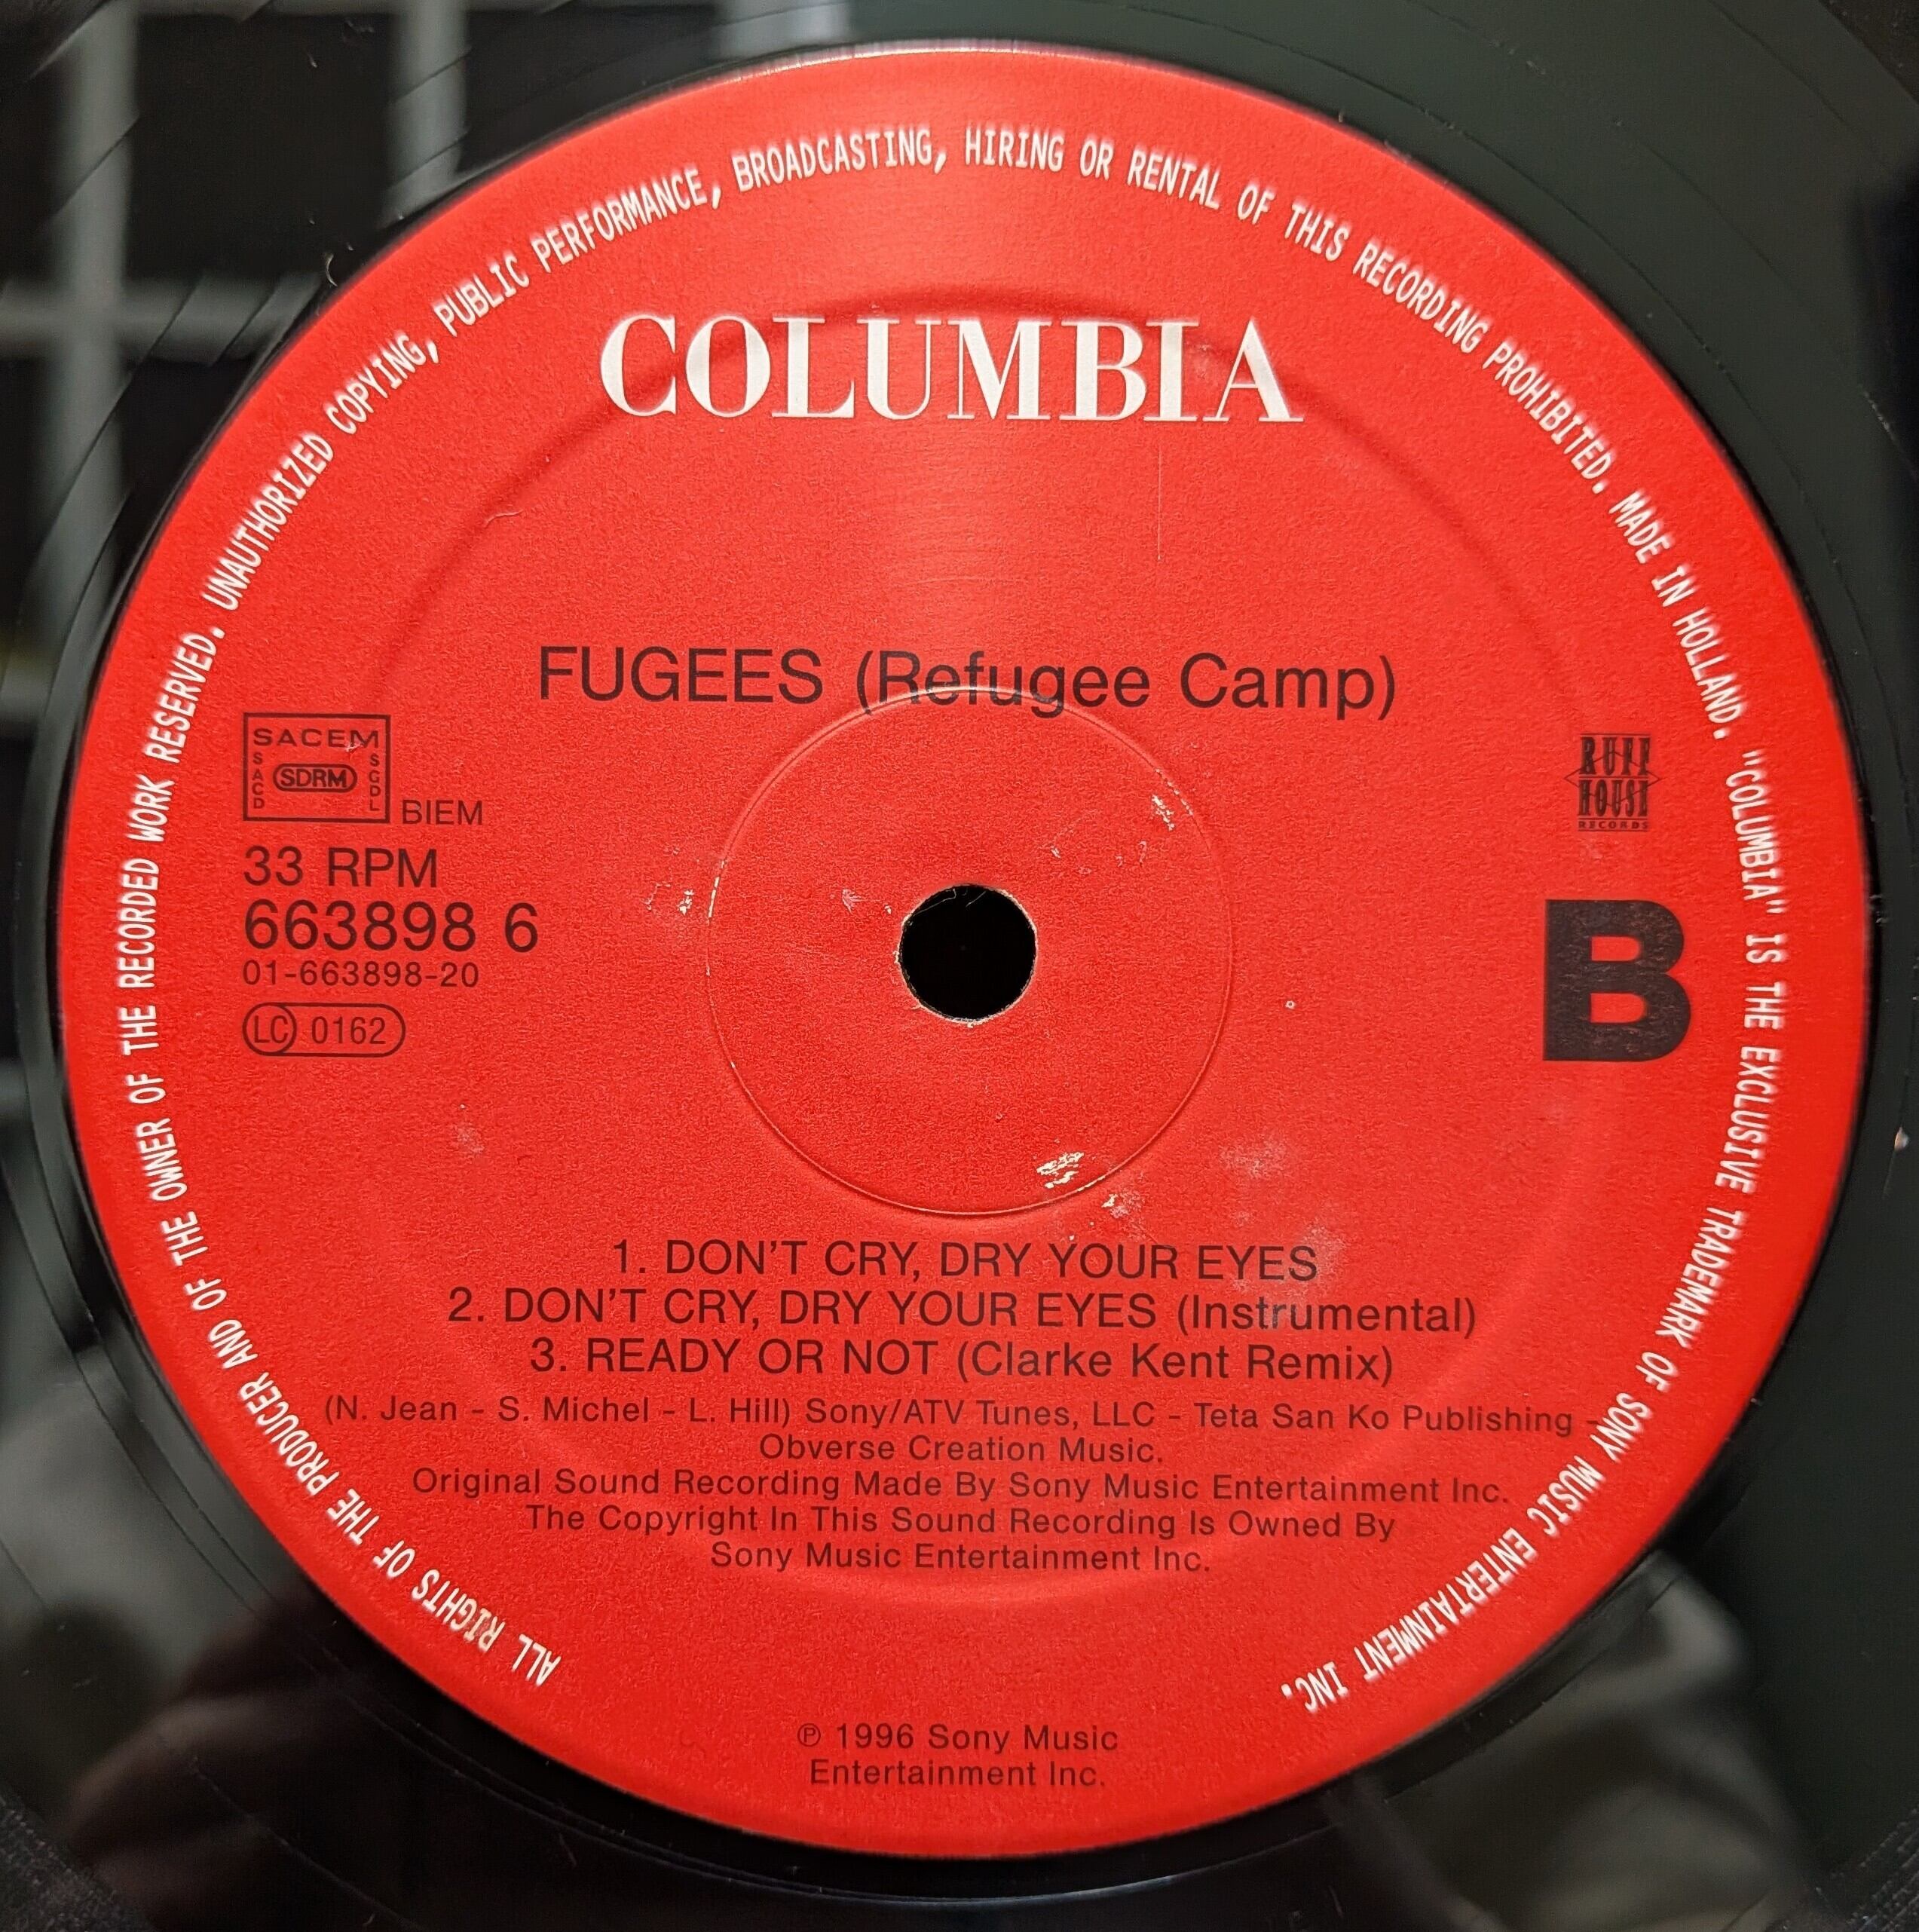 ALL RIGHTS OF THE PRODUCER AND OF THE OWNER OF THE RECORDED WORK RESERVED. UNAUTHORIZED COPYING, PUBLIC PERFORMANCE, BROADCASTING, HIRING OR RENTAL OF THIS RECORDING PROHIBITED. MADE IN HOLLAND. "COLUMBIA" IS THE EXCLUSIVE TRADEMARK OF SONY MUSIC ENTERTAINMENT INC.
COLUMBIA
FUGEES (Refugee Camp)
SACEM
SACD SDRM SGDL
BIEM
33 RPM
663898 6
01-663898-20
LC 0162
RUFF
HOUSE
RECORDS
B
1. DON'T CRY, DRY YOUR EYES
2. DON'T CRY, DRY YOUR EYES (Instrumental)
3. READY OR NOT (Clarke Kent Remix)
(N. Jean - S. Michel - L. Hill) Sony/ATV Tunes, LLC - Teta San Ko Publishing -
Obverse Creation Music.
Original Sound Recording Made By Sony Music Entertainment Inc.
The Copyright In This Sound Recording Is Owned By
Sony Music Entertainment Inc.
℗ 1996 Sony Music
Entertainment Inc.